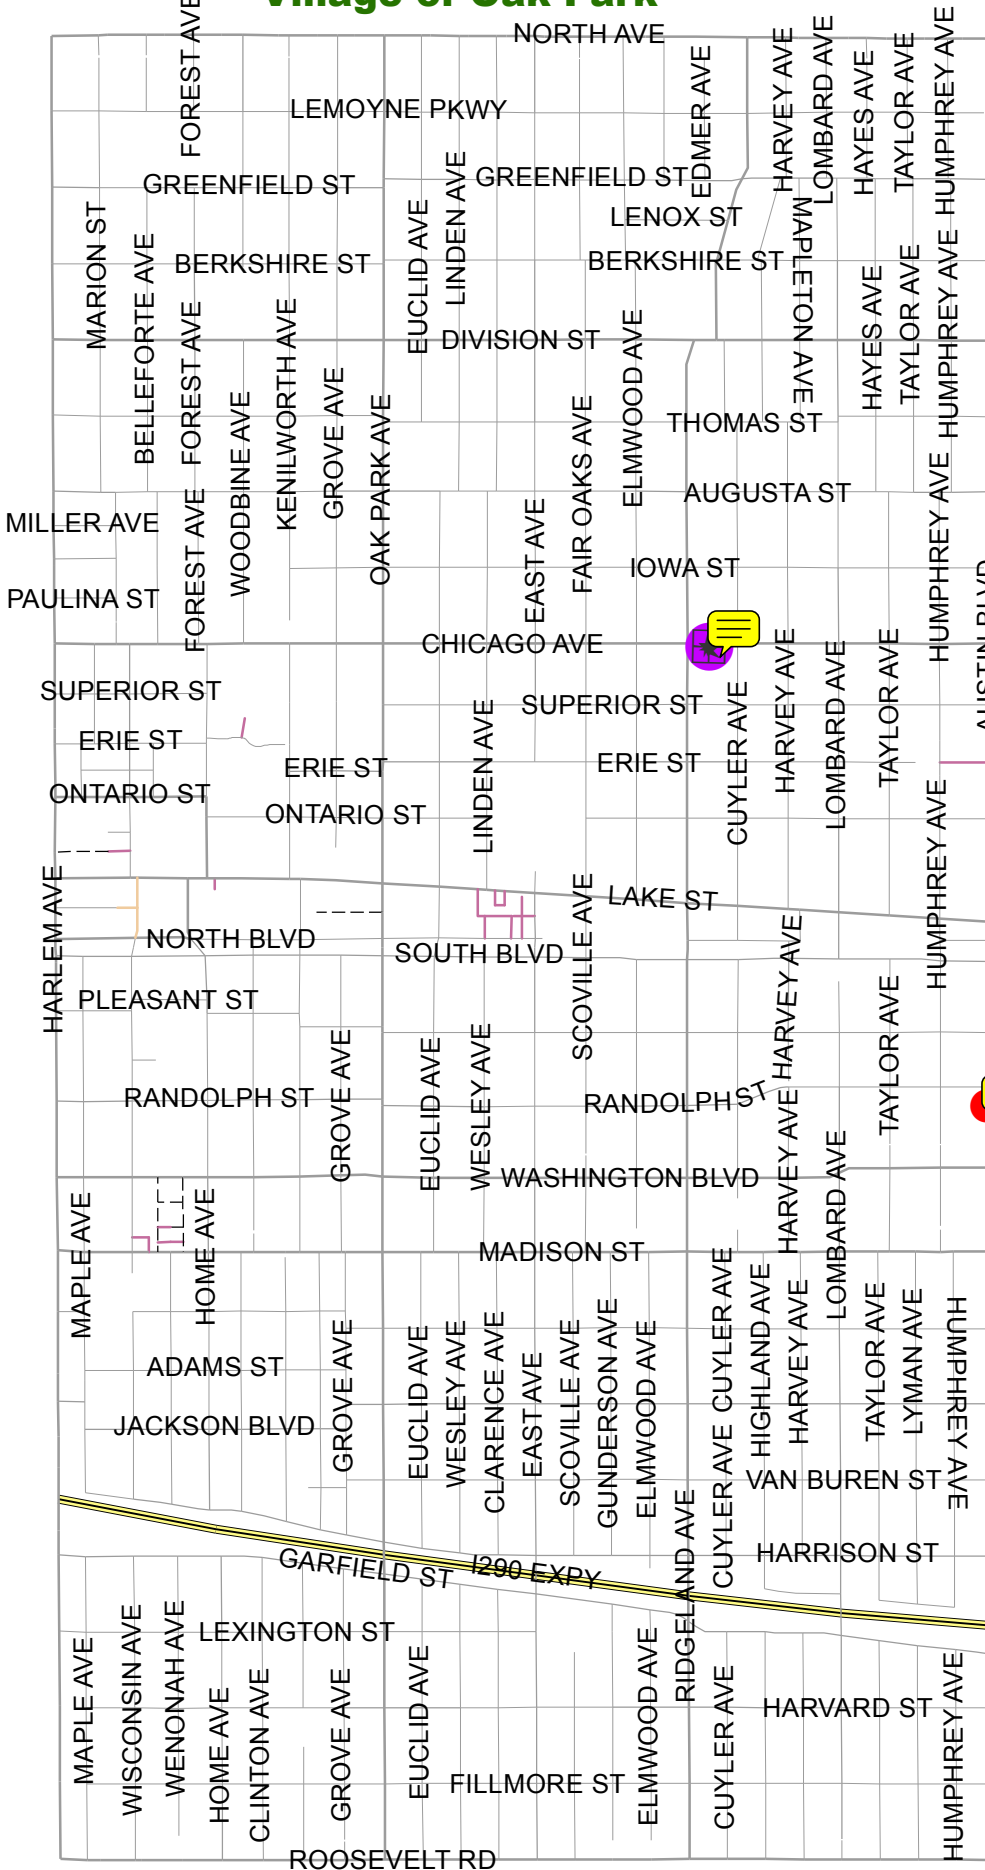 Village of Oak Park
NORTH AVE
FOREST AVE
EDMER AVE
HARVEY AVE
LOMBARD AVE
HAYES AVE
TAYLOR AVE
HUMPHREY AVE
LEMOYNE PKWY
GREENFIELD ST
GREENFIELD ST
LINDEN AVE
EUCLID AVE
LENOX ST
MARION ST
BELLEFORTE AVE
BERKSHIRE ST
BERKSHIRE ST
MAPLETON AVE
HAYES AVE
TAYLOR AVE
HUMPHREY AVE
FOREST AVE
KENILWORTH AVE
DIVISION ST
ELMWOOD AVE
WOODBINE AVE
GROVE AVE
OAK PARK AVE
FAIR OAKS AVE
THOMAS ST
AUGUSTA ST
MILLER AVE
FOREST AVE
EAST AVE
HUMPHREY AVE
IOWA ST
PAULINA ST
AUSTIN BLVD
CHICAGO AVE
HARVEY AVE
LOMBARD AVE
TAYLOR AVE
SUPERIOR ST
SUPERIOR ST
CUYLER AVE
LINDEN AVE
ERIE ST
ERIE ST
ERIE ST
ONTARIO ST
ONTARIO ST
HUMPHREY AVE
HARLEM AVE
SCOVILLE AVE
LAKE ST
HARVEY AVE
NORTH BLVD
SOUTH BLVD
PLEASANT ST
TAYLOR AVE
GROVE AVE
EUCLID AVE
WESLEY AVE
RANDOLPH ST
RANDOLPH ST
HARVEY AVE
LOMBARD AVE
WASHINGTON BLVD
MAPLE AVE
HOME AVE
MADISON ST
CUYLER AVE
HIGHLAND AVE
HARVEY AVE
TAYLOR AVE
LYMAN AVE
HUMPHREY AVE
ADAMS ST
GROVE AVE
EUCLID AVE
WESLEY AVE
CLARENCE AVE
EAST AVE
SCOVILLE AVE
GUNDERSON AVE
ELMWOOD AVE
JACKSON BLVD
CUYLER AVE
VAN BUREN ST
RIDGELAND AVE
HARRISON ST
GARFIELD ST
I290 EXPY
LEXINGTON ST
MAPLE AVE
WISCONSIN AVE
WENONAH AVE
HOME AVE
CLINTON AVE
GROVE AVE
EUCLID AVE
ELMWOOD AVE
CUYLER AVE
HARVARD ST
HUMPHREY AVE
FILLMORE ST
ROOSEVELT RD